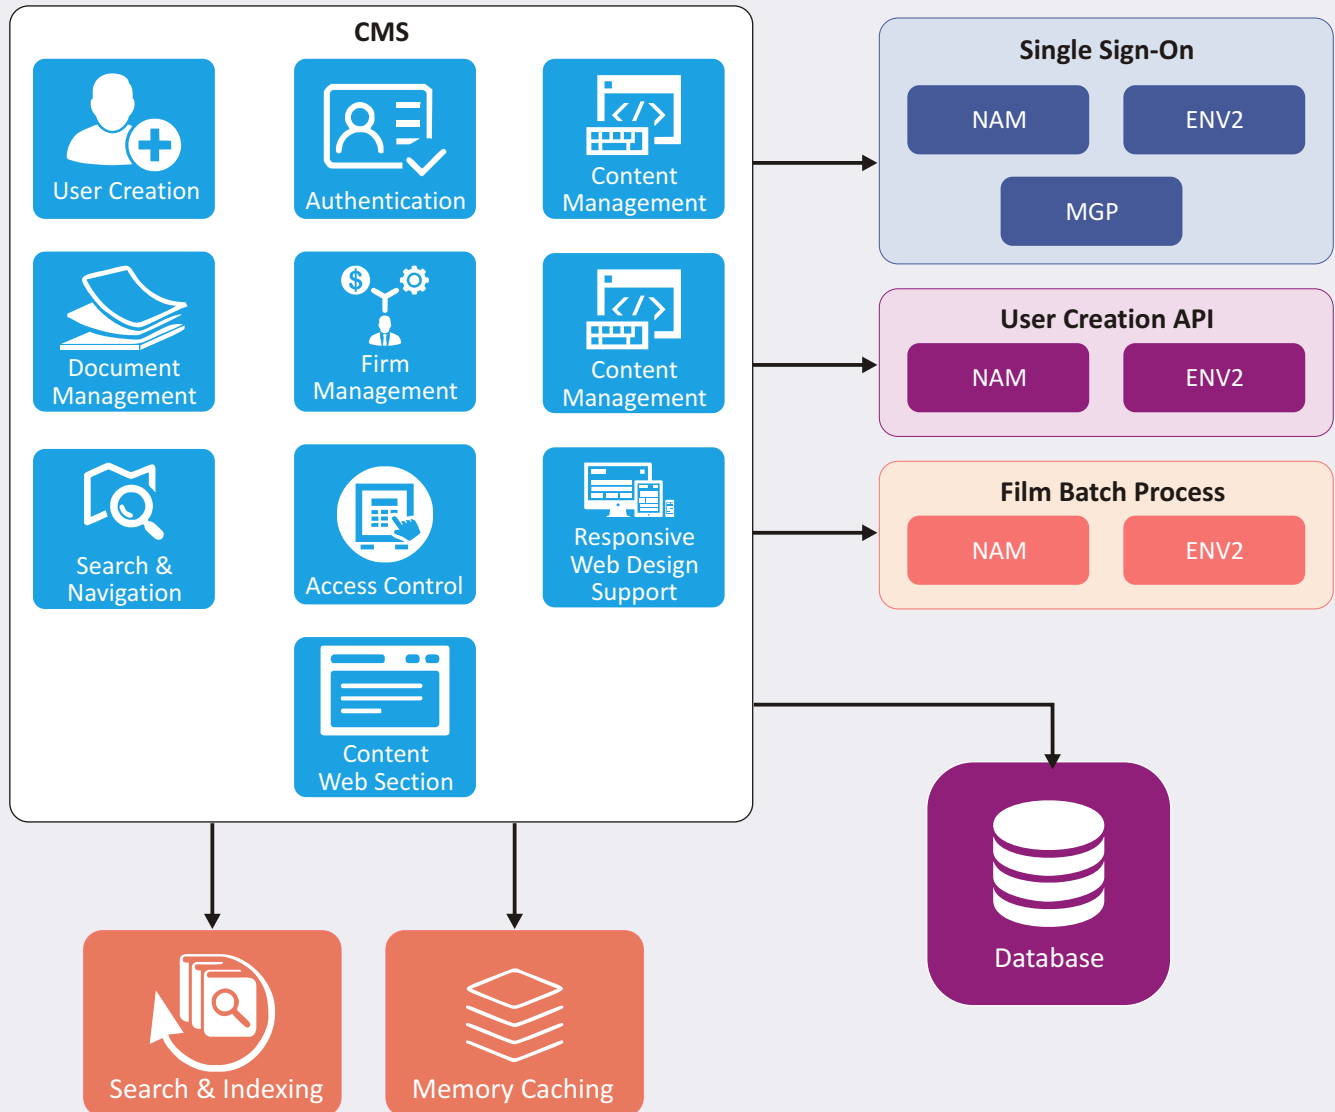 CMS
User Creation
Authentication
Content
Management
Document
Management
Firm
Management
Content
Management
Search &
Navigation
Access Control
Responsive
Web Design
Support
Content
Web Section
Single Sign-On
NAM
ENV2
MGP
User Creation API
NAM
ENV2
Film Batch Process
NAM
ENV2
Database
Search & Indexing
Memory Caching